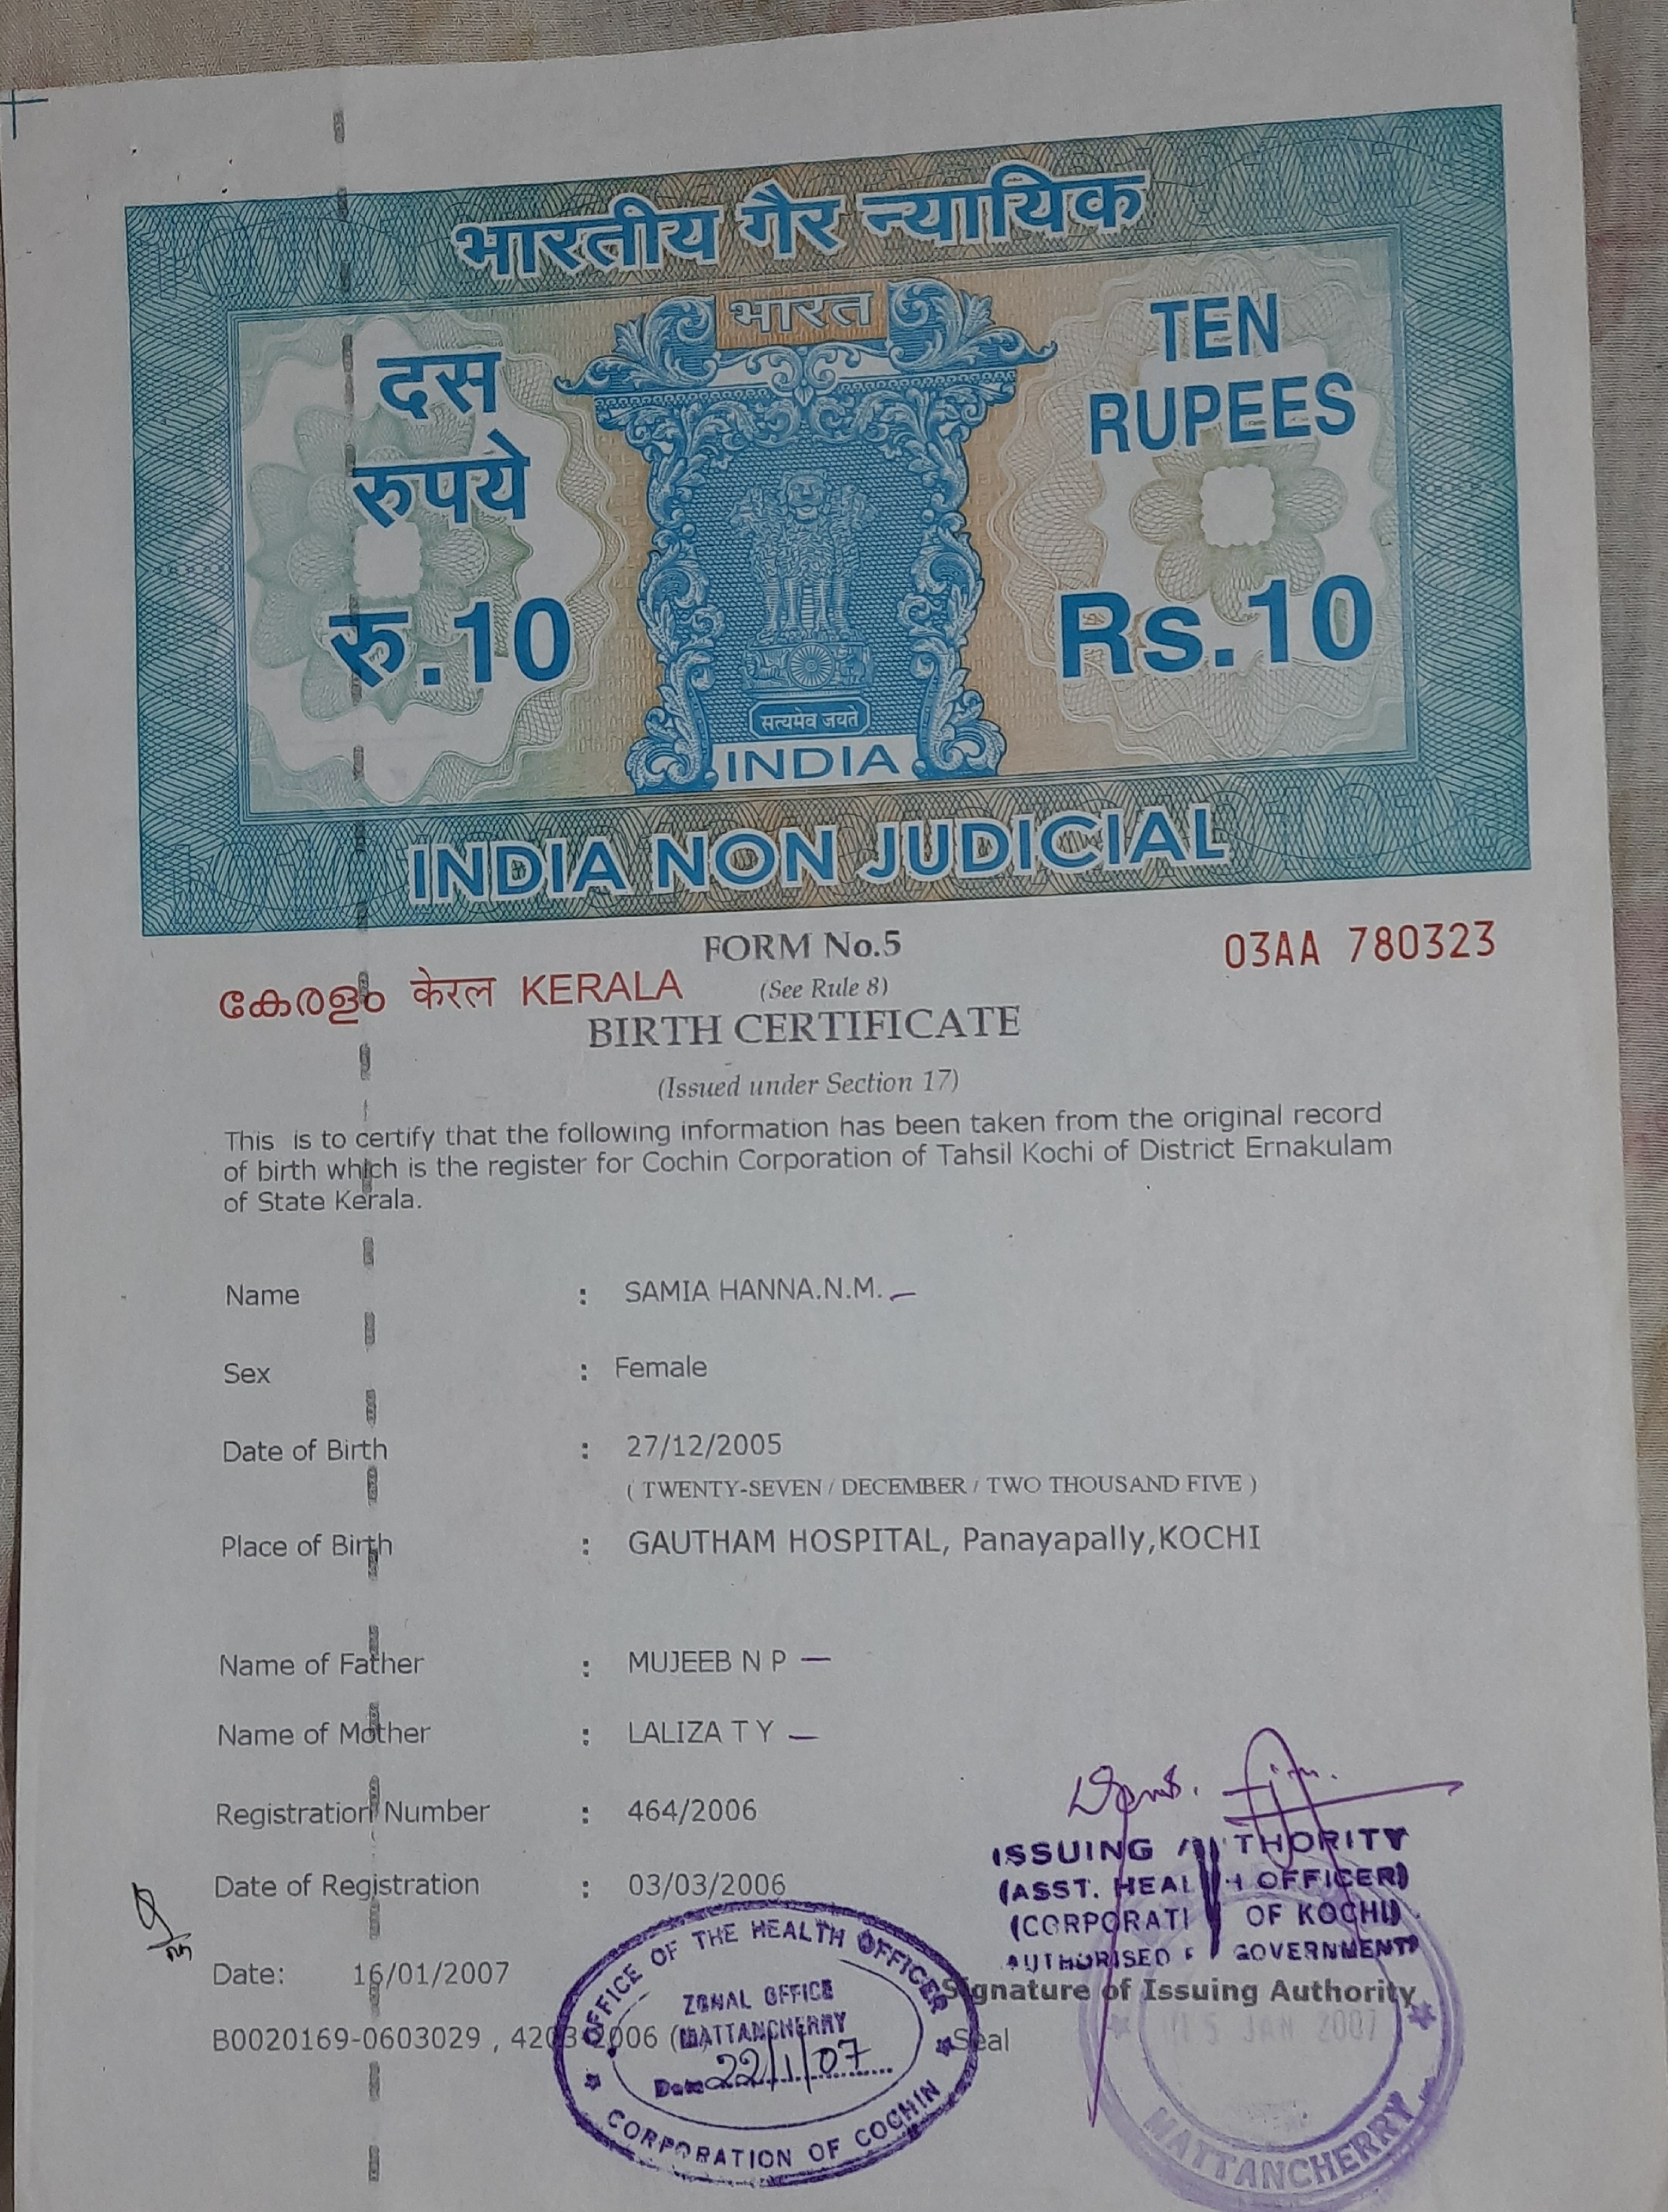 भारतीय गैर न्यायिक
भारत
दस
रुपये
रु.10
TEN
RUPEES
Rs.10
सत्यमेव जयते
INDIA
INDIA NON JUDICIAL
FORM No.5
03AA 780323
കേരളം केरल KERALA
(See Rule 8)
BIRTH CERTIFICATE
(Issued under Section 17)
This is to certify that the following information has been taken from the original record
of birth which is the register for Cochin Corporation of Tahsil Kochi of District Ernakulam
of State Kerala.
Name : SAMIA HANNA.N.M.
Sex : Female
Date of Birth : 27/12/2005
( TWENTY-SEVEN / DECEMBER / TWO THOUSAND FIVE )
Place of Birth : GAUTHAM HOSPITAL, Panayapally,KOCHI
Name of Father : MUJEEB N P
Name of Mother : LALIZA T Y
Registration Number : 464/2006
Date of Registration : 03/03/2006
ISSUING AUTHORITY
(ASST. HEALTH OFFICER)
(CORPORATI OF KOCHI)
AUTHORISED GOVERNMENT
Date: 16/01/2007
Signature of Issuing Authority
B0020169-0603029 ,
Seal
OFFICE OF THE HEALTH OFFICER
ZONAL OFFICE
MATTANCHERRY
Date 22/1/07
CORPORATION OF COCHIN
JAN 2007
MATTANCHERRY